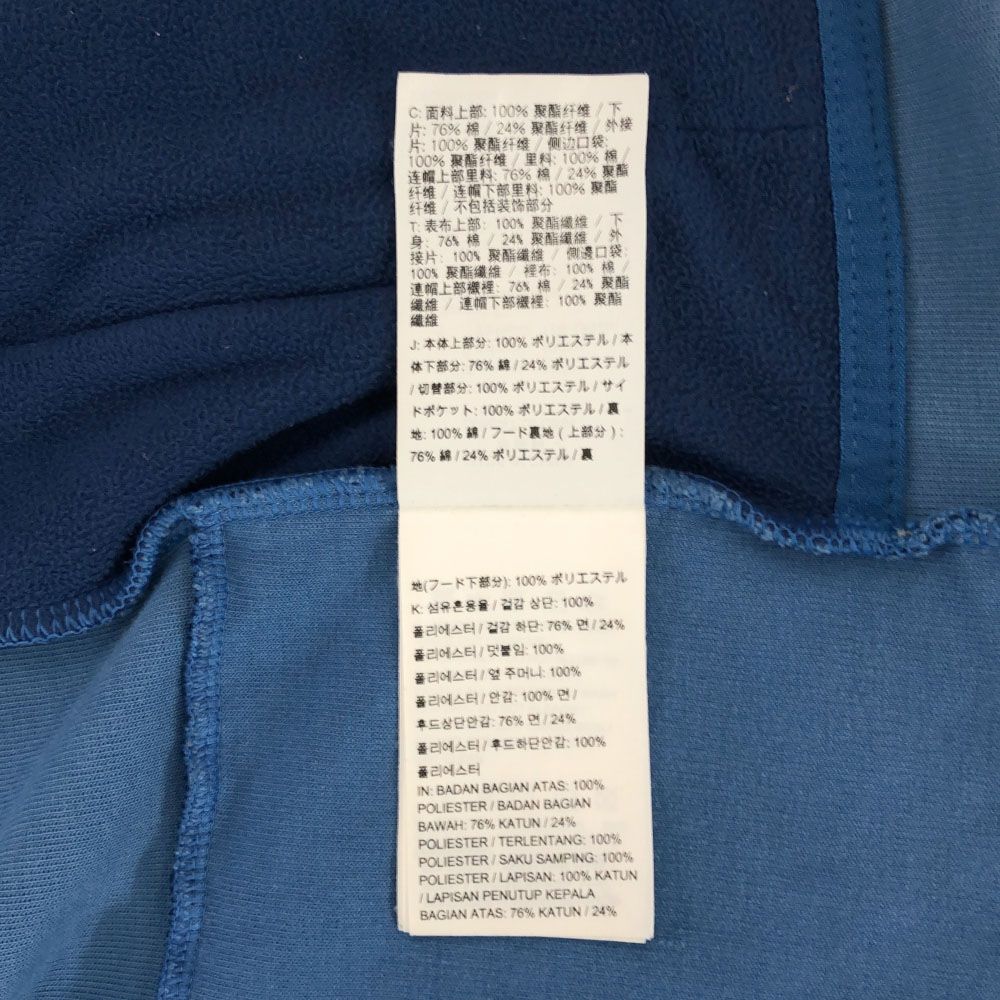 C: 面料上部: 100% 聚酯纤维 / 下
片: 76% 棉 / 24% 聚酯纤维 / 外接
片: 100% 聚酯纤维 / 侧边口袋:
100% 聚酯纤维 / 里料: 100% 棉 /
连帽上部里料: 76% 棉 / 24% 聚酯
纤维 / 连帽下部里料: 100% 聚酯
纤维 / 不包括装饰部分
T: 表布上部: 100% 聚酯纖維 / 下
身: 76% 棉 / 24% 聚酯纖維 / 外
接片: 100% 聚酯纖維 / 側邊口袋:
100% 聚酯纖維 / 裡布: 100% 棉 /
連帽上部襯裡: 76% 棉 / 24% 聚酯
纖維 / 連帽下部襯裡: 100% 聚酯
纖維
J: 本体上部分: 100% ポリエステル / 本
体下部分: 76% 綿 / 24% ポリエステル
/ 切替部分: 100% ポリエステル / サイ
ドポケット: 100% ポリエステル / 裏
地: 100% 綿 / フード裏地 ( 上部分 ) :
76% 綿 / 24% ポリエステル / 裏
地(フード下部分): 100% ポリエステル
K: 섬유혼용율 / 겉감 상단: 100%
폴리에스터 / 겉감 하단: 76% 면 / 24%
폴리에스터 / 덧붙임: 100%
폴리에스터 / 옆 주머니: 100%
폴리에스터 / 안감: 100% 면 /
후드상단안감: 76% 면 / 24%
폴리에스터 / 후드하단안감: 100%
폴리에스터
IN: BADAN BAGIAN ATAS: 100%
POLIESTER / BADAN BAGIAN
BAWAH: 76% KATUN / 24%
POLIESTER / TERLENTANG: 100%
POLIESTER / SAKU SAMPING: 100%
POLIESTER / LAPISAN: 100% KATUN
/ LAPISAN PENUTUP KEPALA
BAGIAN ATAS: 76% KATUN / 24%